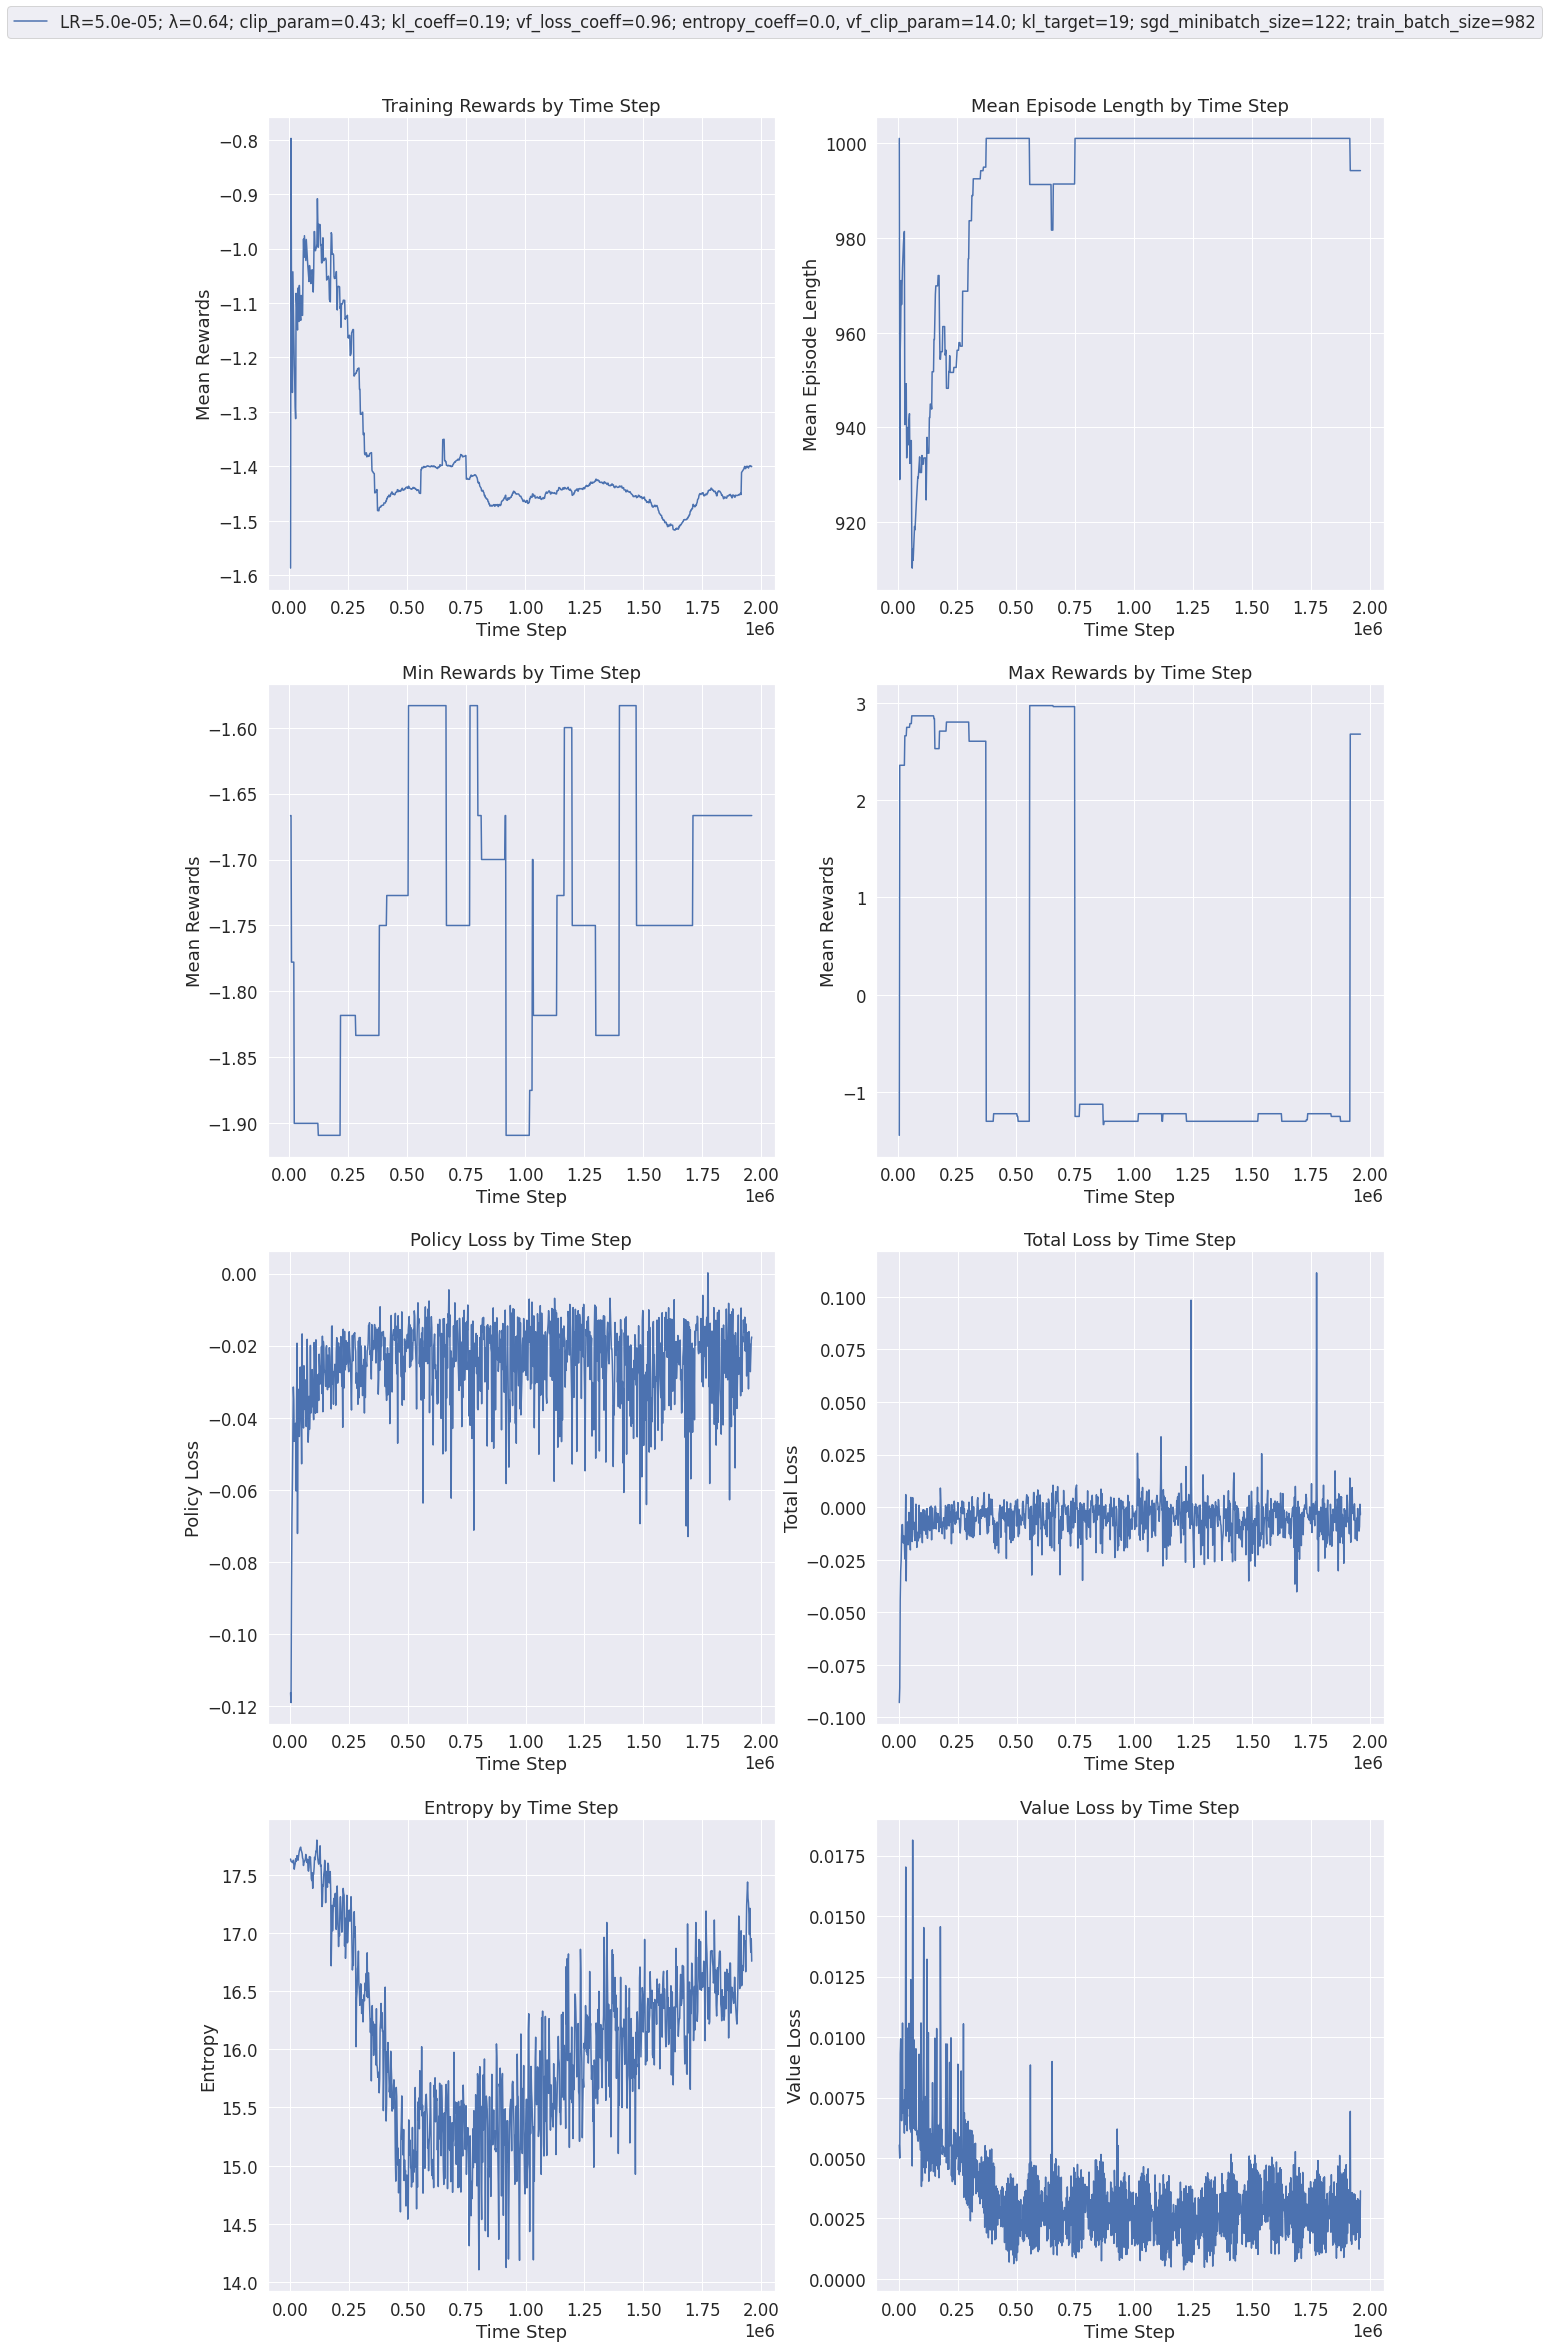 LR=5.0e-05; λ=0.64; clip_param=0.43; kl_coeff=0.19; vf_loss_coeff=0.96; entropy_coeff=0.0, vf_clip_param=14.0; kl_target=19; sgd_minibatch_size=122; train_batch_size=982
Training Rewards by Time Step
Mean Rewards
−0.8
−0.9
−1.0
−1.1
−1.2
−1.3
−1.4
−1.5
−1.6
0.00 0.25 0.50 0.75 1.00 1.25 1.50 1.75 2.00
1e6
Time Step
Mean Episode Length by Time Step
Mean Episode Length
1000
980
960
940
920
0.00 0.25 0.50 0.75 1.00 1.25 1.50 1.75 2.00
1e6
Time Step
Min Rewards by Time Step
Mean Rewards
−1.60
−1.65
−1.70
−1.75
−1.80
−1.85
−1.90
0.00 0.25 0.50 0.75 1.00 1.25 1.50 1.75 2.00
1e6
Time Step
Max Rewards by Time Step
Mean Rewards
3
2
1
0
−1
0.00 0.25 0.50 0.75 1.00 1.25 1.50 1.75 2.00
1e6
Time Step
Policy Loss by Time Step
Policy Loss
0.00
−0.02
−0.04
−0.06
−0.08
−0.10
−0.12
0.00 0.25 0.50 0.75 1.00 1.25 1.50 1.75 2.00
1e6
Time Step
Total Loss by Time Step
Total Loss
0.100
0.075
0.050
0.025
0.000
−0.025
−0.050
−0.075
−0.100
0.00 0.25 0.50 0.75 1.00 1.25 1.50 1.75 2.00
1e6
Time Step
Entropy by Time Step
Entropy
17.5
17.0
16.5
16.0
15.5
15.0
14.5
14.0
0.00 0.25 0.50 0.75 1.00 1.25 1.50 1.75 2.00
1e6
Time Step
Value Loss by Time Step
Value Loss
0.0175
0.0150
0.0125
0.0100
0.0075
0.0050
0.0025
0.0000
0.00 0.25 0.50 0.75 1.00 1.25 1.50 1.75 2.00
1e6
Time Step